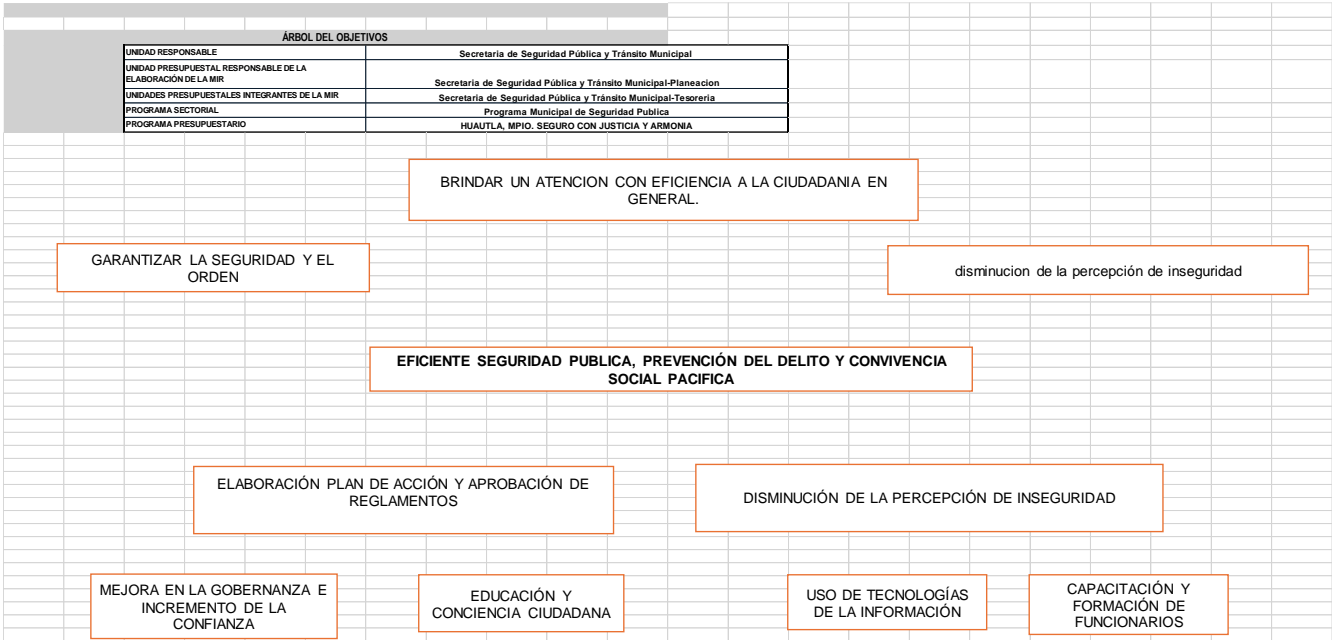 ÁRBOL DEL OBJETIVOS
UNIDAD RESPONSABLE
Secretaria de Seguridad Pública y Tránsito Municipal
UNIDAD PRESUPUESTAL RESPONSABLE DE LA
ELABORACIÓN DE LA MIR
Secretaria de Seguridad Pública y Tránsito Municipal-Planeacion
UNIDADES PRESUPUESTALES INTEGRANTES DE LA MIR
Secretaria de Seguridad Pública y Tránsito Municipal-Tesoreria
PROGRAMA SECTORIAL
Programa Municipal de Seguridad Publica
PROGRAMA PRESUPUESTARIO
HUAUTLA, MPIO. SEGURO CON JUSTICIA Y ARMONIA
BRINDAR UN ATENCION CON EFICIENCIA A LA CIUDADANIA EN
GENERAL.
GARANTIZAR LA SEGURIDAD Y EL
ORDEN
disminucion de la percepción de inseguridad
EFICIENTE SEGURIDAD PUBLICA, PREVENCIÓN DEL DELITO Y CONVIVENCIA
SOCIAL PACIFICA
ELABORACIÓN PLAN DE ACCIÓN Y APROBACIÓN DE
REGLAMENTOS
DISMINUCIÓN DE LA PERCEPCIÓN DE INSEGURIDAD
MEJORA EN LA GOBERNANZA E
INCREMENTO DE LA
CONFIANZA
EDUCACIÓN Y
CONCIENCIA CIUDADANA
USO DE TECNOLOGÍAS
DE LA INFORMACIÓN
CAPACITACIÓN Y
FORMACIÓN DE
FUNCIONARIOS